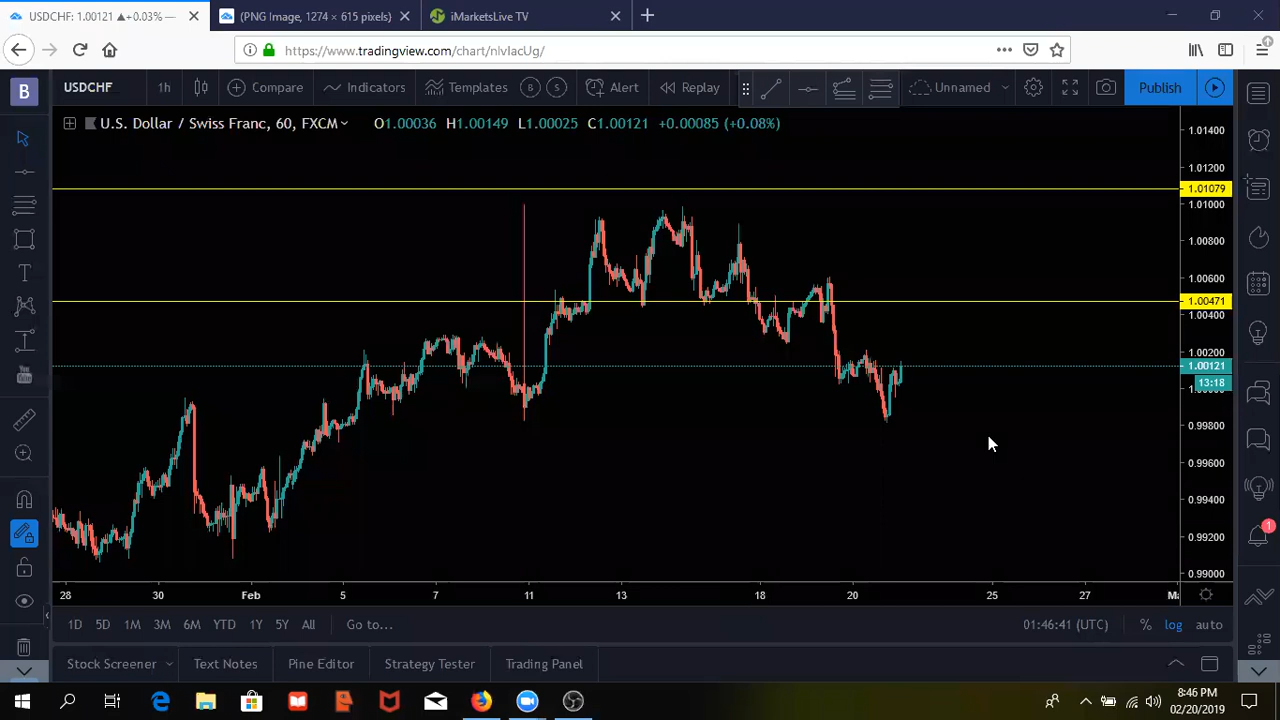 USDCHF: 1.00121 ▲+0.03% —
(PNG Image, 1274 × 615 pixels)
iMarketsLive TV
https://www.tradingview.com/chart/nIvIacUg/
B
USDCHF
1h
Compare
Indicators
Templates
B
S
Alert
Replay
Unnamed
Publish
U.S. Dollar / Swiss Franc, 60, FXCM
O1.00036 H1.00149 L1.00025 C1.00121 +0.00085 (+0.08%)
1.01400
1.01200
1.01079
1.01000
1.00800
1.00600
1.00471
1.00400
1.00200
1.00121
13:18
0.99800
0.99600
0.99400
0.99200
0.99000
1
T
You
Tube
28 30 Feb 5 7 11 13 18 20 25 27
1D 5D 1M 3M 6M YTD 1Y 5Y All Go to...
01:46:41 (UTC) % log auto
Stock Screener
Text Notes
Pine Editor
Strategy Tester
Trading Panel
8:46 PM
02/20/2019